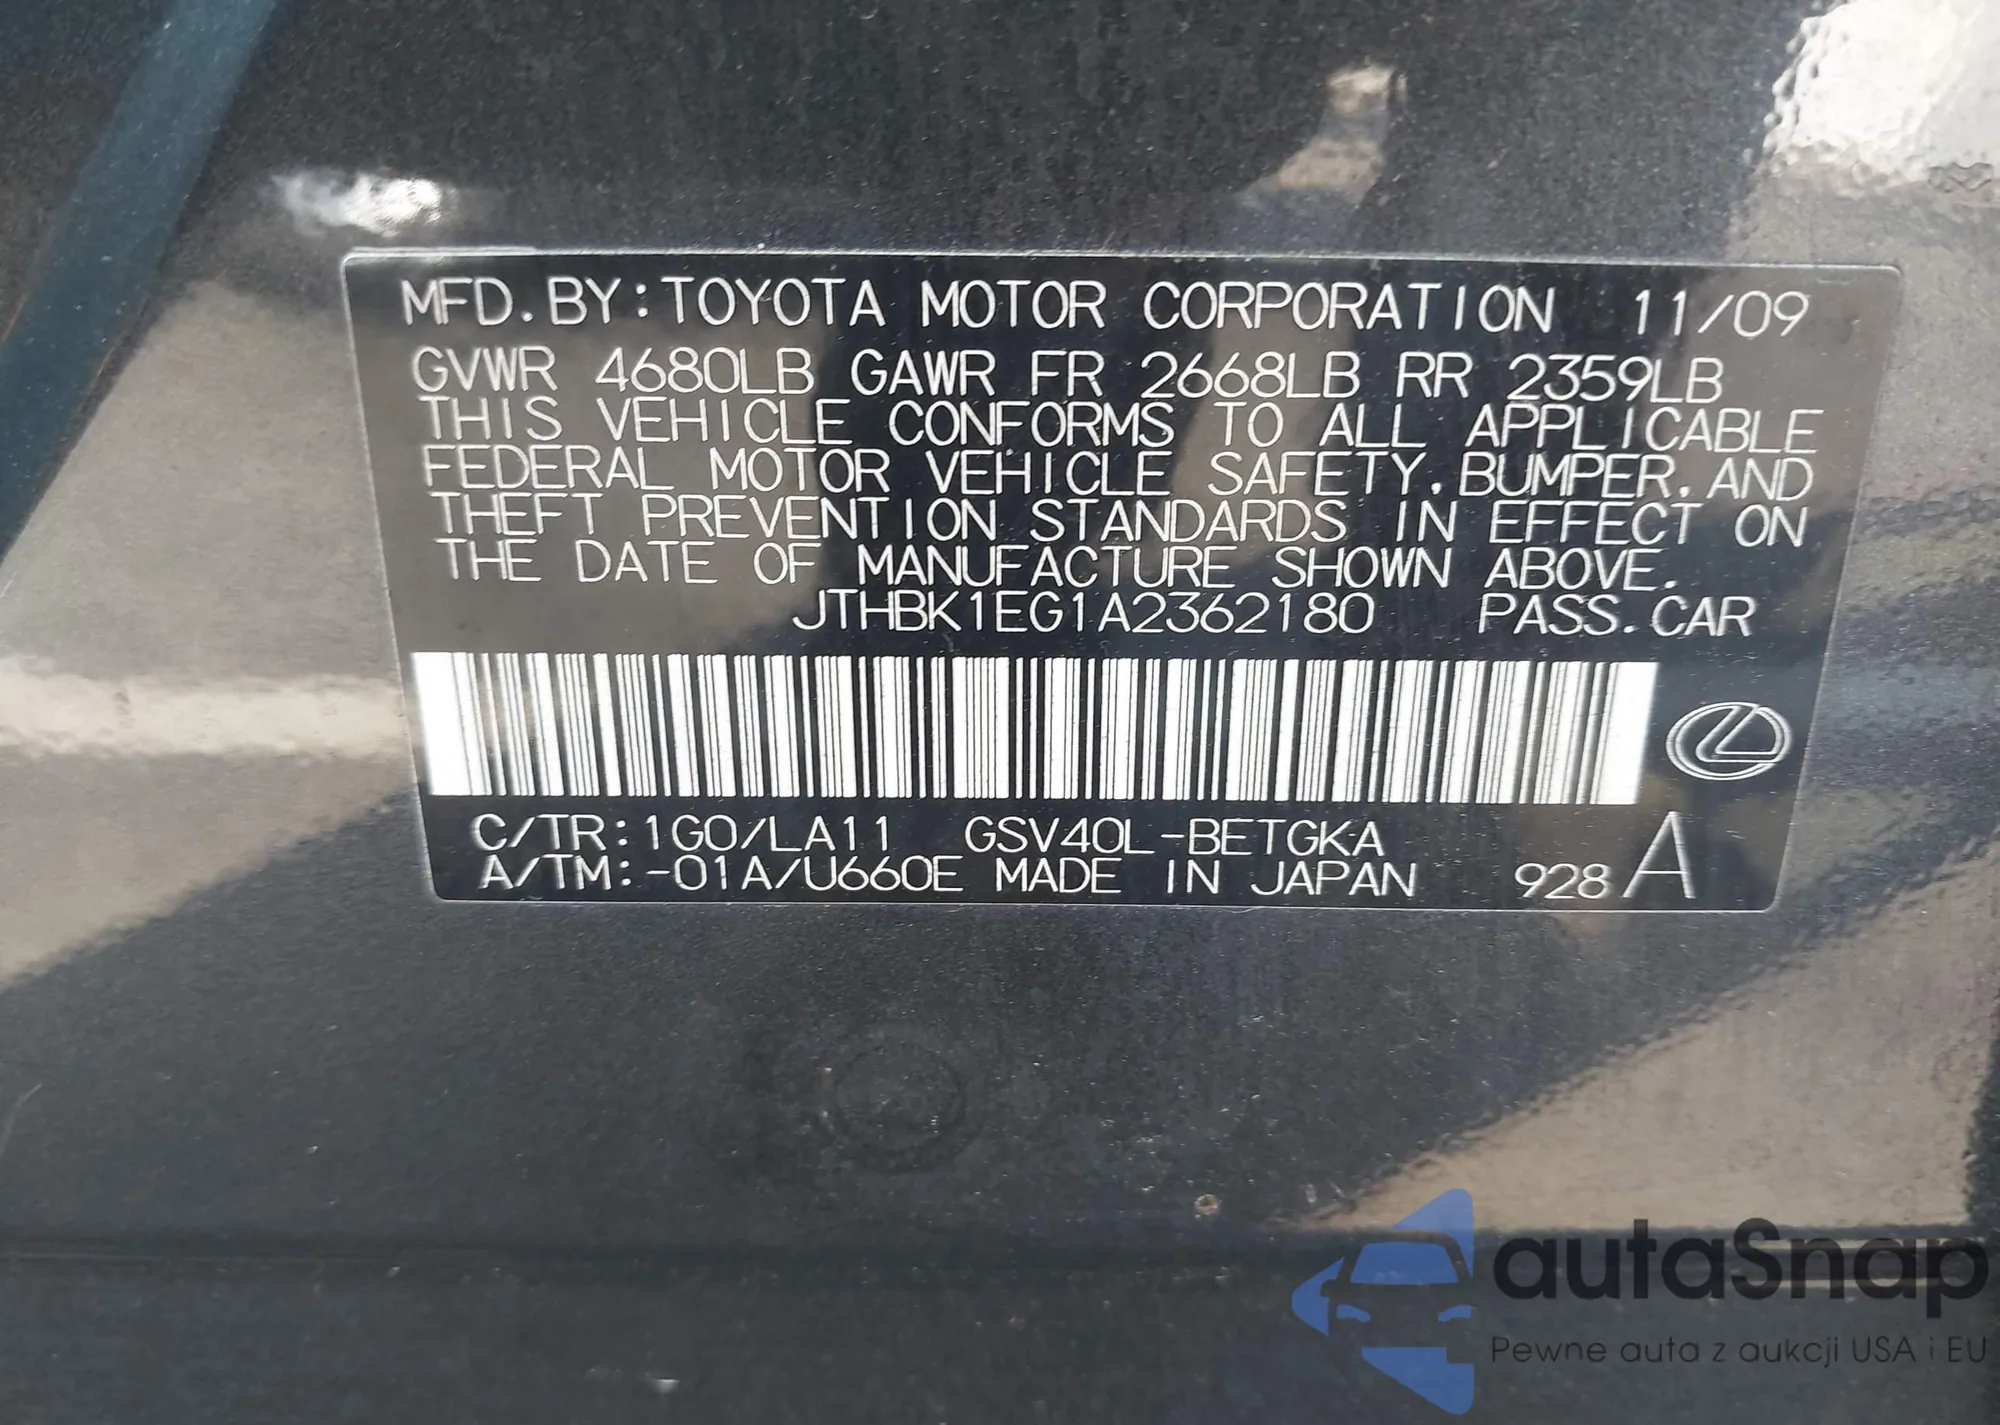 MFD. BY:TOYOTA MOTOR CORPORATION 11/09
GVWR 4680LB GAWR FR 2668LB RR 2359LB
THIS VEHICLE CONFORMS TO ALL APPLICABLE
FEDERAL MOTOR VEHICLE SAFETY, BUMPER, AND
THEFT PREVENTION STANDARDS IN EFFECT ON
THE DATE OF MANUFACTURE SHOWN ABOVE.
JTHBK1EG1A2362180 PASS. CAR
C/TR:1G0/LA11 GSV40L-BETGKA
A/TM:-01A/U660E MADE IN JAPAN 928 A
autaSnap
Pewne auta z aukcji USA i EU